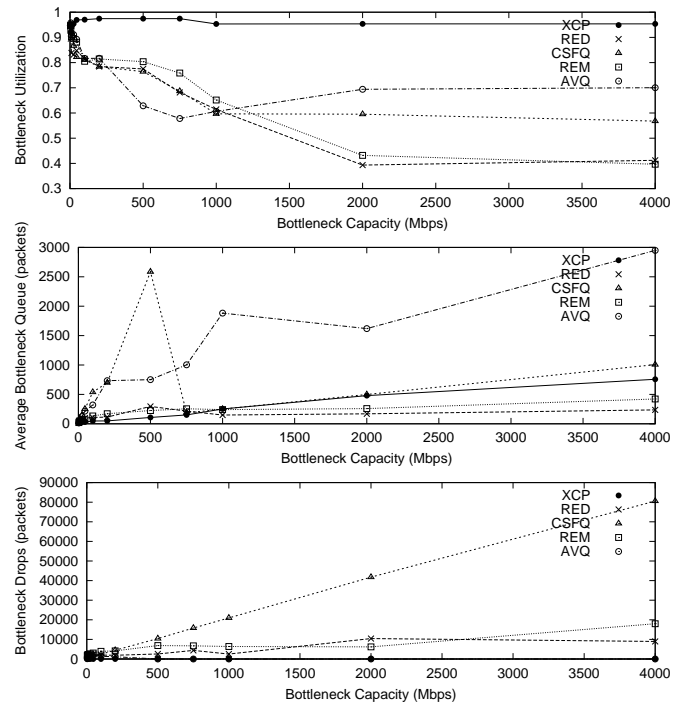 Bottleneck Utilization
1
0.9
0.8
0.7
0.6
0.5
0.4
0.3
XCP
RED
CSFQ
REM
AVQ
0 500 1000 1500 2000 2500 3000 3500 4000
Bottleneck Capacity (Mbps)
Average Bottleneck Queue (packets)
3000
2500
2000
1500
1000
500
0
XCP
RED
CSFQ
REM
AVQ
0 500 1000 1500 2000 2500 3000 3500 4000
Bottleneck Capacity (Mbps)
Bottleneck Drops (packets)
90000
80000
70000
60000
50000
40000
30000
20000
10000
0
XCP
RED
CSFQ
REM
AVQ
0 500 1000 1500 2000 2500 3000 3500 4000
Bottleneck Capacity (Mbps)